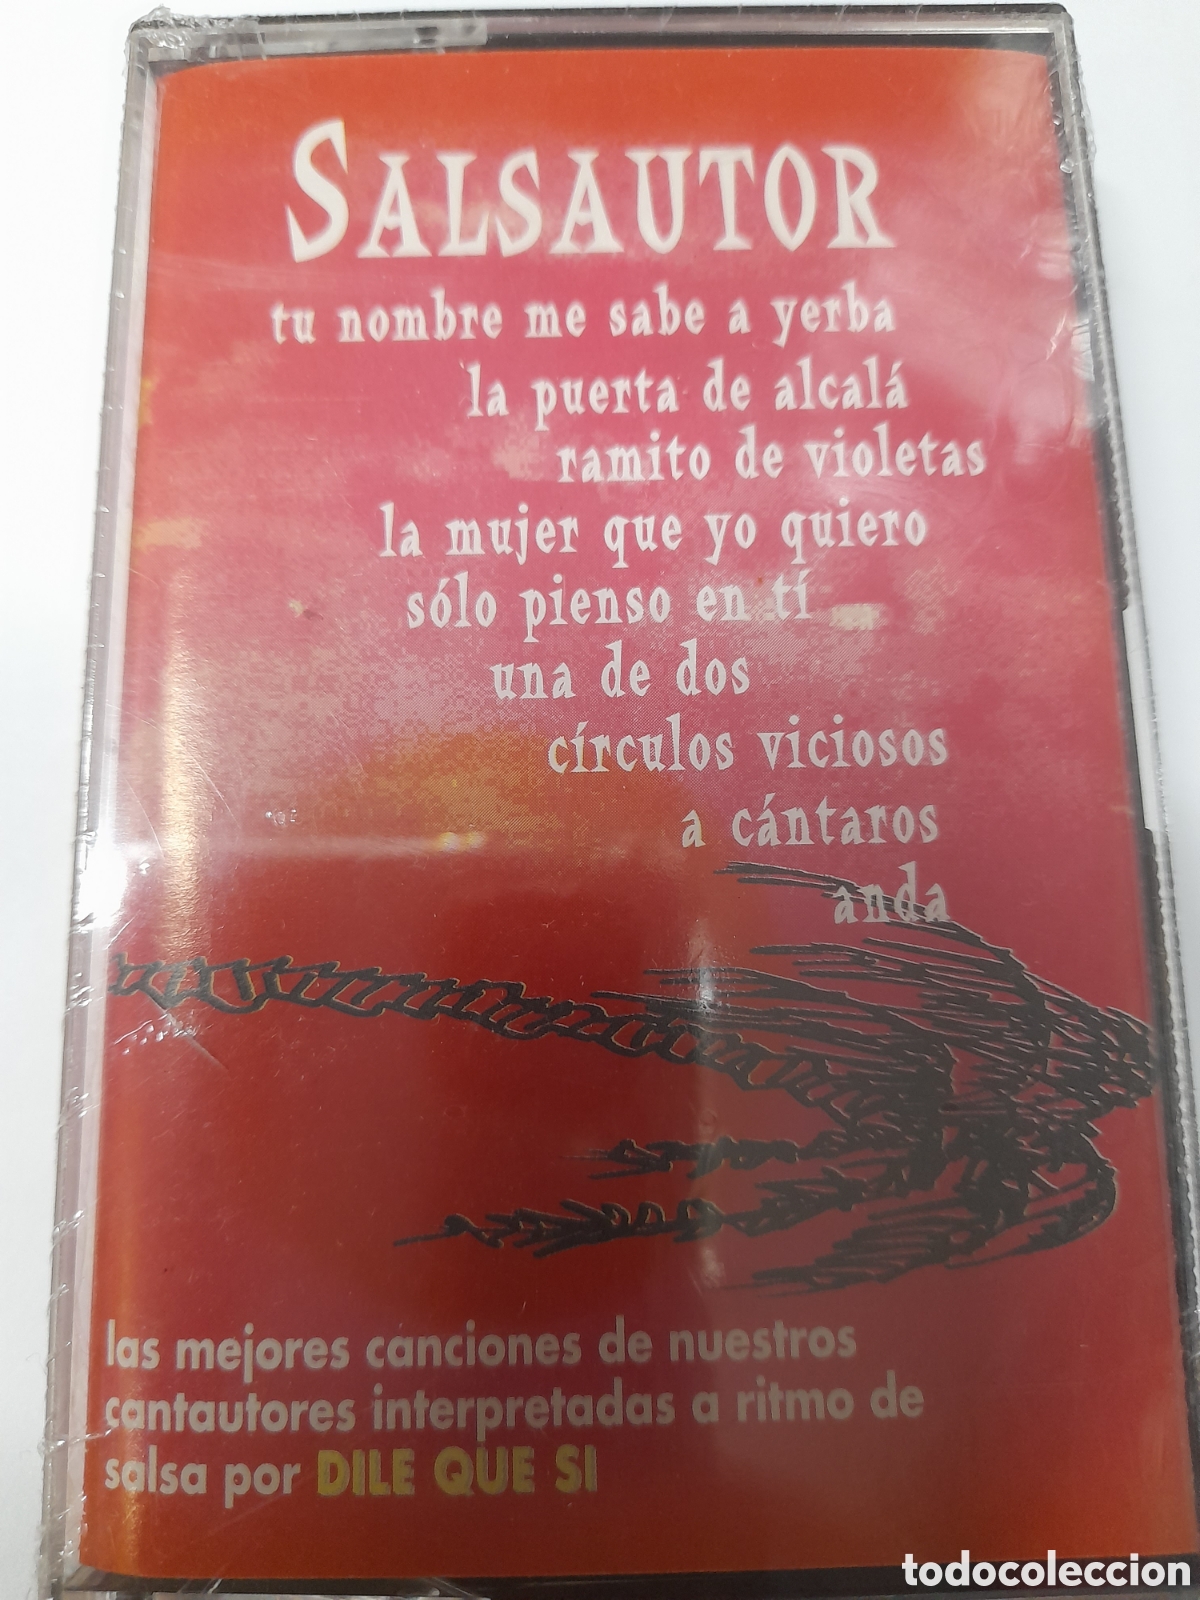 SALSAUTOR
tu nombre me sabe a yerba
la puerta de alcalá
ramito de violetas
la mujer que yo quiero
sólo pienso en tí
una de dos
círculos viciosos
a cántaros
anda
las mejores canciones de nuestros
cantautores interpretadas a ritmo de
salsa por DILE QUE SI
todocoleccion